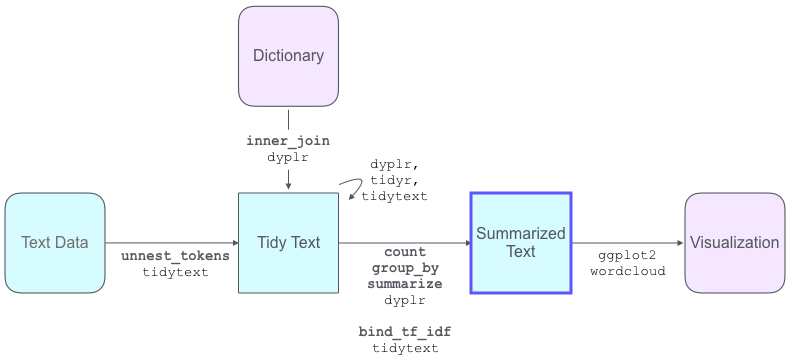 Dictionary
inner_join
dyplr
dyplr,
tidyr,
tidytext
Text Data
unnest_tokens
tidytext
Tidy Text
count
group_by
summarize
dyplr
bind_tf_idf
tidytext
Summarized
Text
ggplot2
wordcloud
Visualization